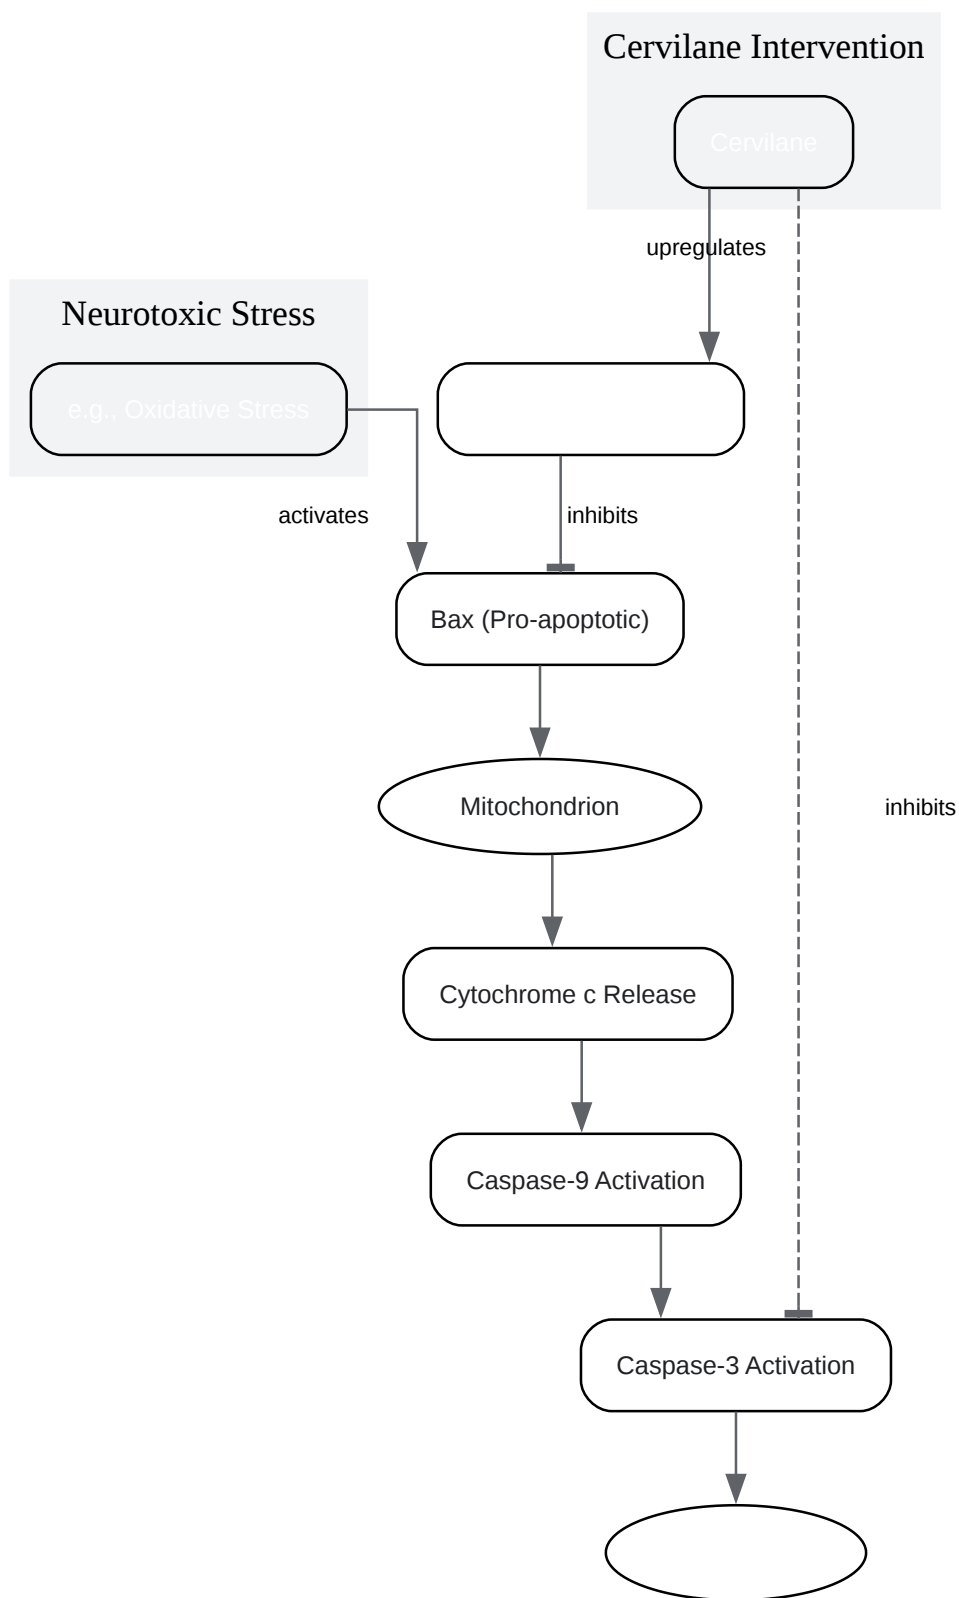 Cervilane Intervention
Cervilane
upregulates
Neurotoxic Stress
e.g., Oxidative Stress
activates
inhibits
Bax (Pro-apoptotic)
Mitochondrion
inhibits
Cytochrome c Release
Caspase-9 Activation
Caspase-3 Activation